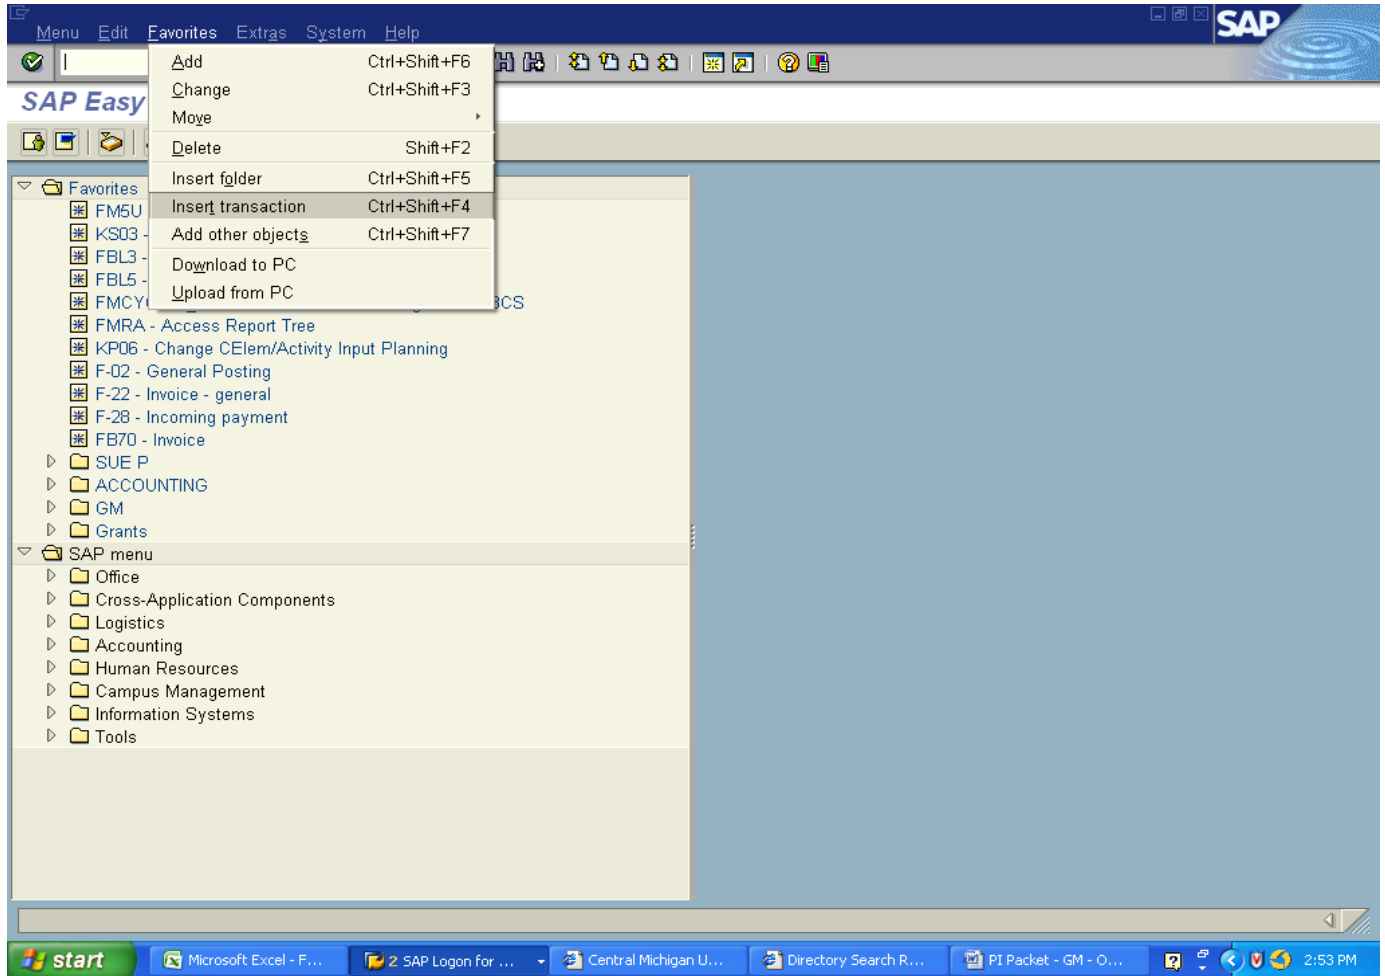 Menu Edit Favorites Extras System Help
SAP
Add Ctrl+Shift+F6
SAP Easy
Change Ctrl+Shift+F3
Move
Delete Shift+F2
Insert folder Ctrl+Shift+F5
Insert transaction Ctrl+Shift+F4
Add other objects Ctrl+Shift+F7
Download to PC
Upload from PC
Favorites
FM5U
KS03 -
FBL3 -
FBL5 -
FMCY
BCS
FMRA - Access Report Tree
KP06 - Change CElem/Activity Input Planning
F-02 - General Posting
F-22 - Invoice - general
F-28 - Incoming payment
FB70 - Invoice
SUE P
ACCOUNTING
GM
Grants
SAP menu
Office
Cross-Application Components
Logistics
Accounting
Human Resources
Campus Management
Information Systems
Tools
start Microsoft Excel - F... 2 SAP Logon for ... Central Michigan U... Directory Search R... PI Packet - GM - O... 2:53 PM